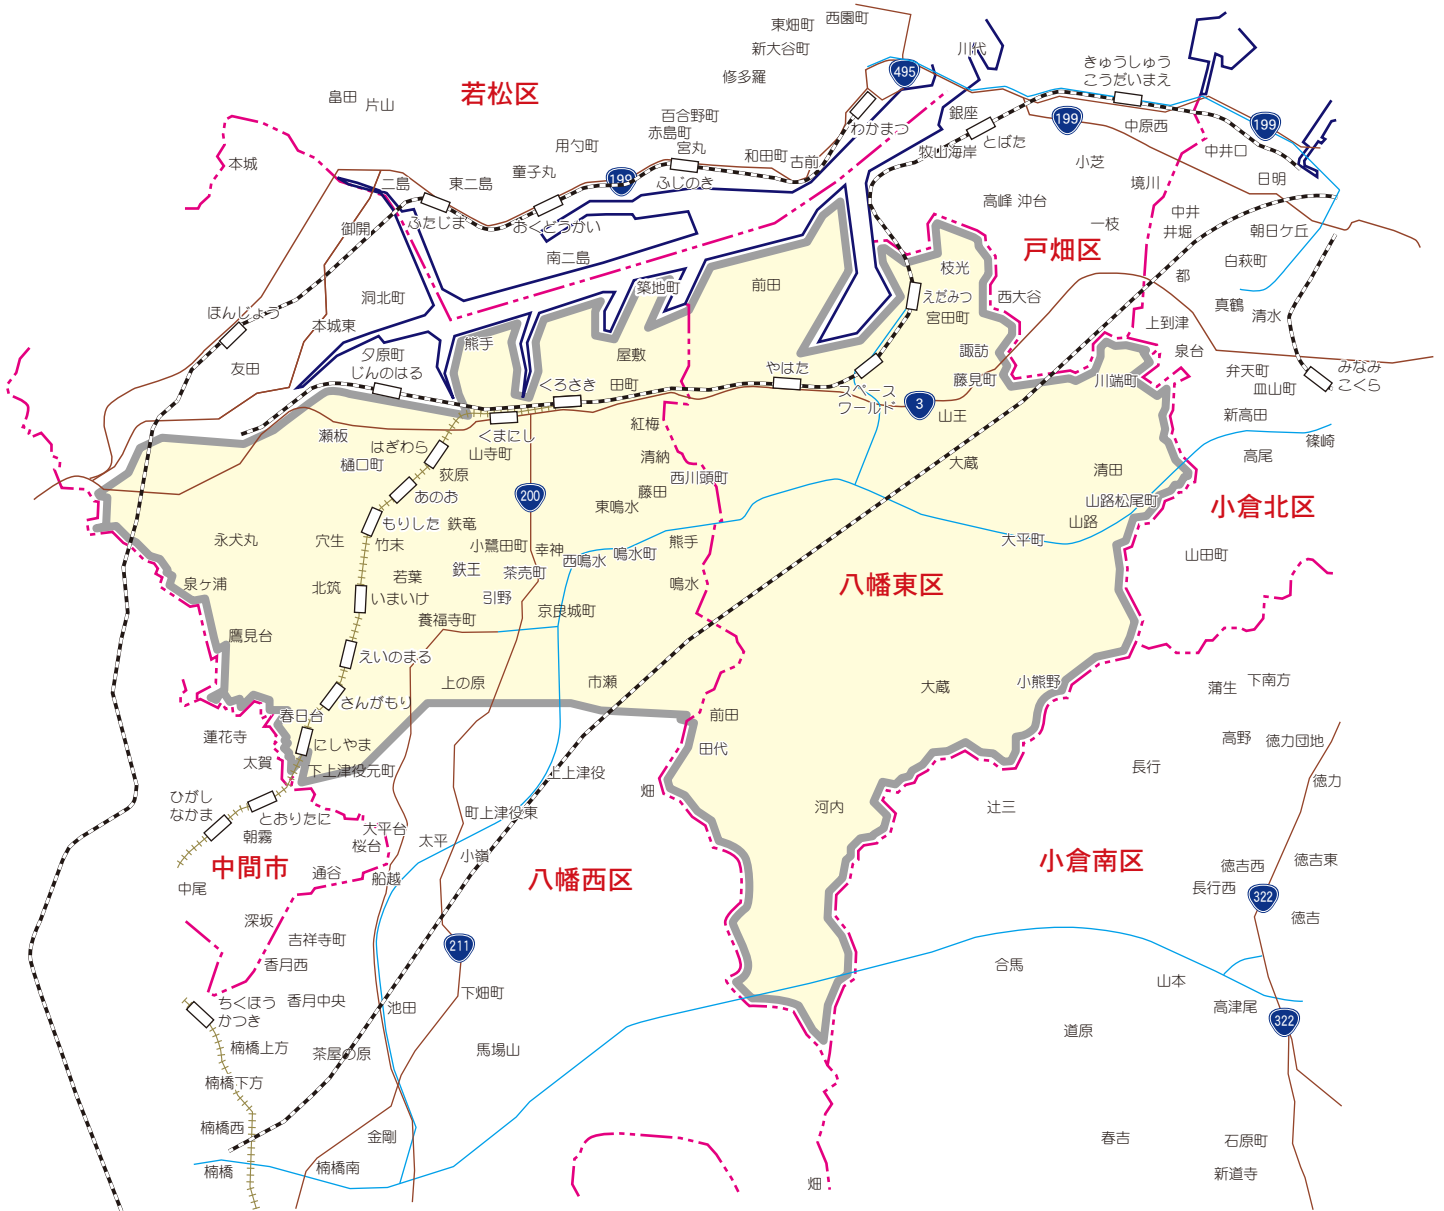 西園町
東畑町
新大谷町
修多羅
495
川代
きゅうしゅう
こうだいまえ
若松区
畠田
片山
百合野町
赤島町
宮丸
わかまつ
銀座
とばた
199
中原西
199
用勺町
和田町
古前
牧山海岸
小芝
中井口
本城
二島
東二島
童子丸
199
ふじのき
境川
日明
御開
ふたじま
おくどうかい
高峰
沖台
一枝
中井
井堀
朝日ケ丘
南二島
戸畑区
枝光
都
白萩町
洞北町
築地町
前田
えだみつ
宮田町
西大谷
真鶴
清水
ほんじょう
本城東
上到津
友田
夕原町
じんのはる
熊手
屋敷
諏訪
泉台
くろさき
田町
やはた
スペース
ワールド
藤見町
川端町
弁天町
皿山町
みなみ
こくら
3
山王
新高田
瀬板
はぎわら
くまにし
山寺町
紅梅
篠崎
樋口町
荻原
清納
大蔵
清田
高尾
あのお
200
藤田
西川頭町
東鳴水
山路松尾町
小倉北区
もりした
鉄竜
山路
永犬丸
穴生
竹末
小鷺田町
幸神
西鳴水
鳴水町
熊手
大平町
山田町
泉ヶ浦
北筑
若葉
鉄王
茶売町
鳴水
八幡東区
いまいけ
引野
養福寺町
京良城町
鷹見台
えいのまる
上の原
市瀬
大蔵
小熊野
蒲生
下南方
さんがもり
春日台
前田
蓮花寺
にしやま
田代
高野
徳力団地
太賀
下上津役元町
上上津役
長行
徳力
ひがし
なかま
とおりたに
畑
河内
辻三
朝霧
町上津役東
大平台
桜台
太平
中間市
通谷
小嶺
船越
八幡西区
小倉南区
徳吉西
徳吉東
中尾
長行西
322
深坂
徳吉
吉祥寺町
211
香月西
合馬
山本
ちくほう
かつき
香月中央
池田
下畑町
高津尾
322
楠橋上方
茶屋の原
馬場山
道原
楠橋下方
楠橋西
金剛
春吉
石原町
楠橋
楠橋南
畑
新道寺